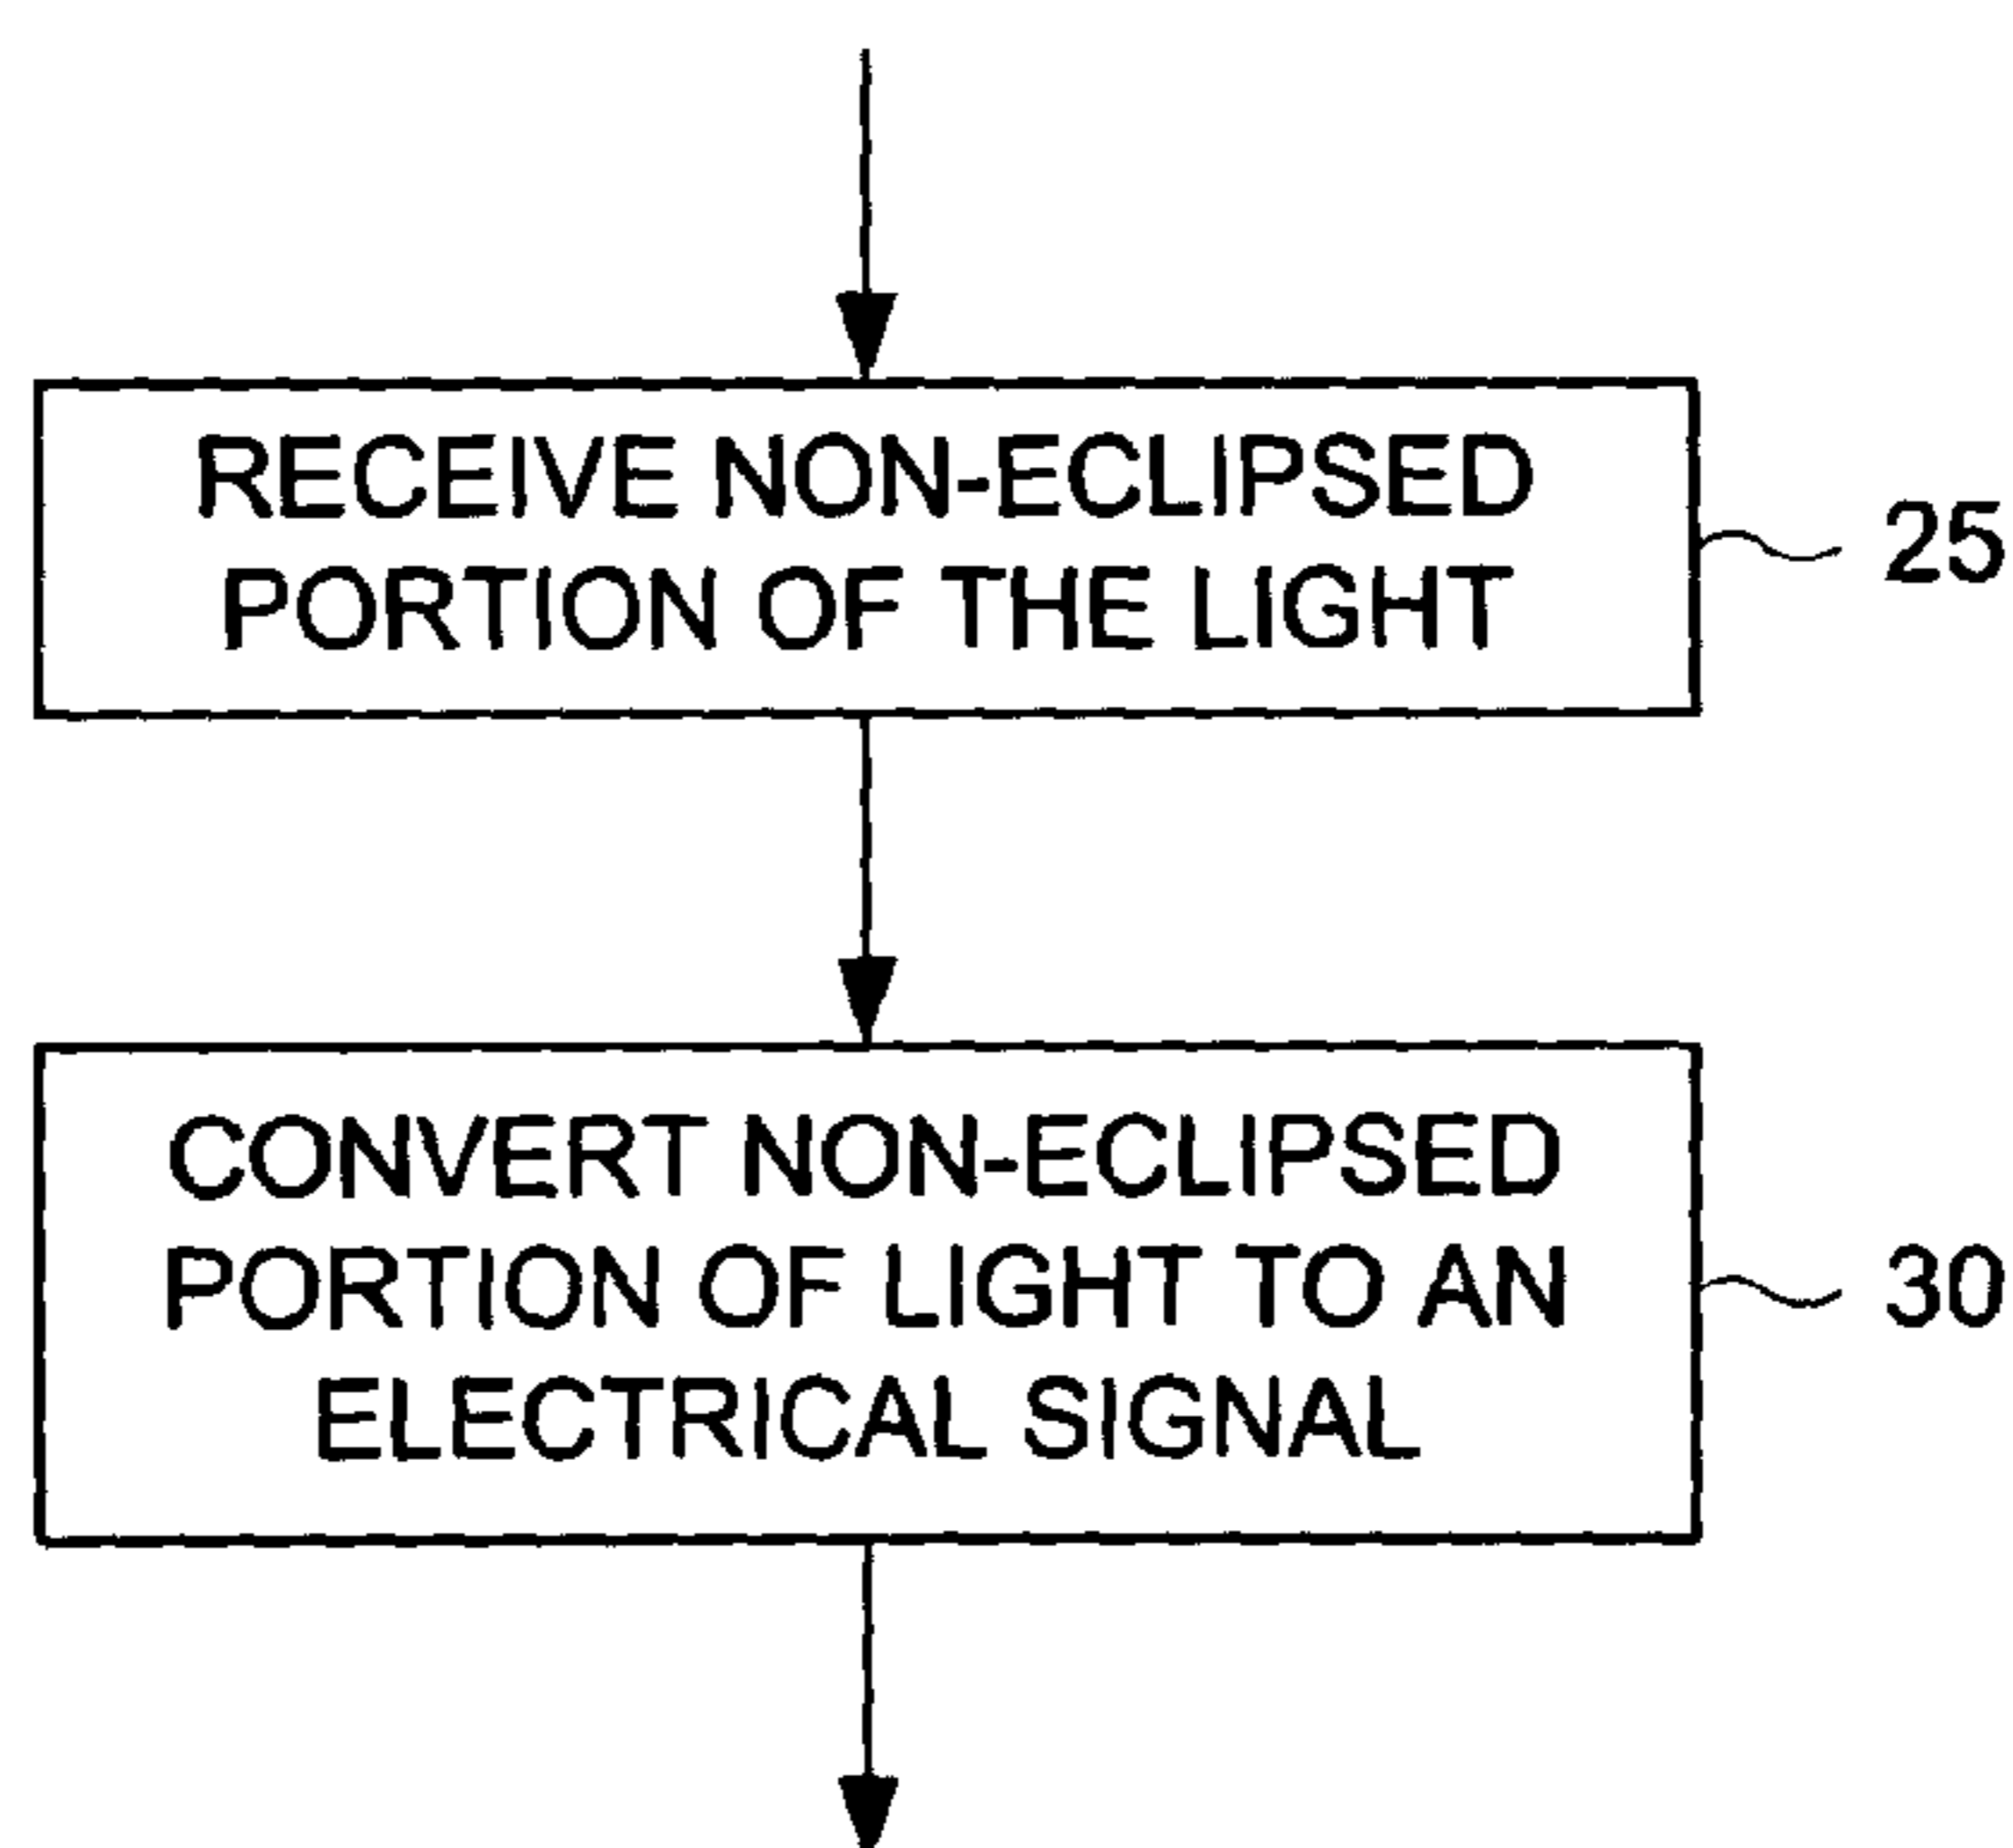 RECEIVE NON-ECLIPSED
PORTION OF THE LIGHT
25
CONVERT NON-ECLIPSED
PORTION OF LIGHT TO AN
ELECTRICAL SIGNAL
30